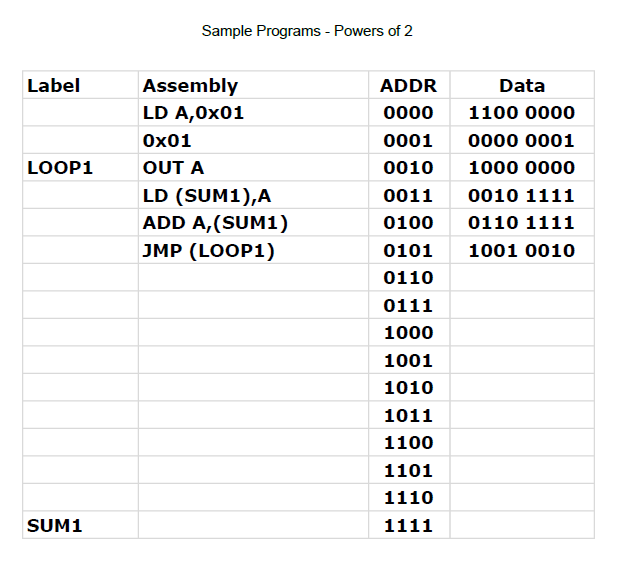 Sample Programs - Powers of 2
Label Assembly ADDR Data
LD A,0x01 0000 1100 0000
0x01 0001 0000 0001
LOOP1 OUT A 0010 1000 0000
LD (SUM1),A 0011 0010 1111
ADD A,(SUM1) 0100 0110 1111
JMP (LOOP1) 0101 1001 0010
0110
0111
1000
1001
1010
1011
1100
1101
1110
SUM1 1111